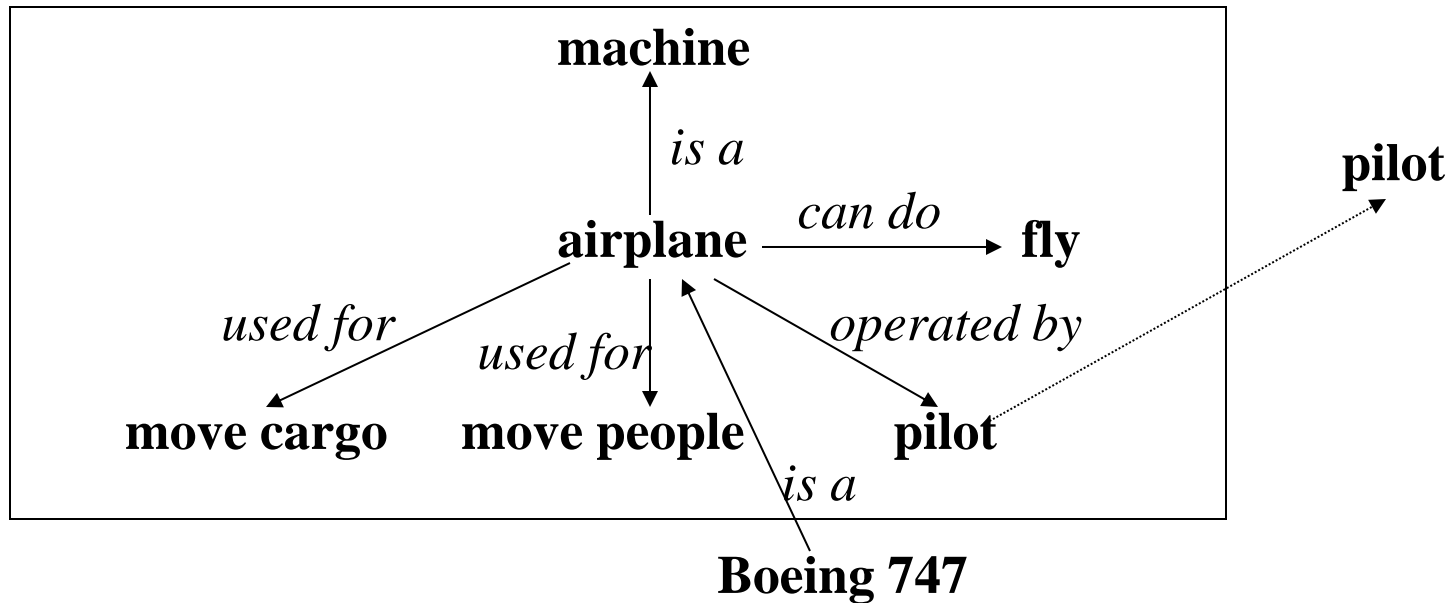 machine
is a
pilot
can do
airplane
fly
used for
used for
operated by
move cargo
move people
pilot
is a
Boeing 747